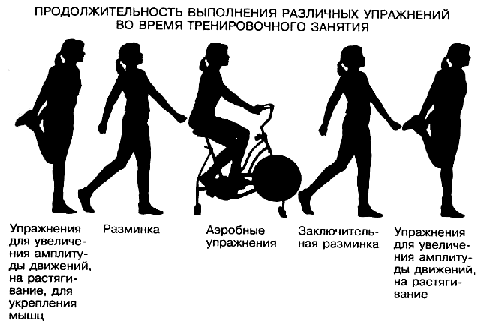 ПРОДОЛЖИТЕЛЬНОСТЬ ВЫПОЛНЕНИЯ РАЗЛИЧНЫХ УПРАЖНЕНИЙ
ВО ВРЕМЯ ТРЕНИРОВОЧНОГО ЗАНЯТИЯ
Упражнения
для увеличе-
ния амплиту-
ды движений,
на растяги-
вание, для
укрепления
мышц
Разминка
Аэробные
упражнения
Заключитель-
ная разминка
Упражнения
для увеличе-
ния амплиту-
ды движений,
на растяги-
вание